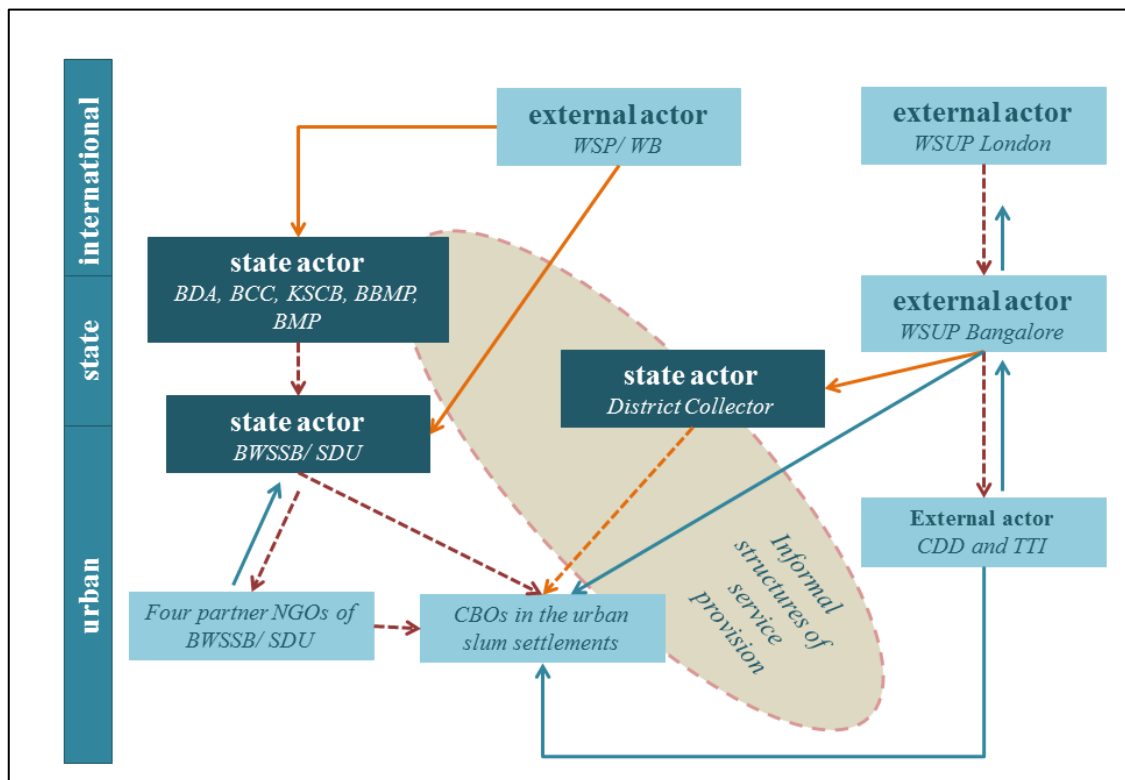 international
state
urban
external actor
WSP/ WB
external actor
WSUP London
state actor
BDA, BCC, KSCB, BBMP,
BMP
external actor
WSUP Bangalore
state actor
District Collector
state actor
BWSSB/ SDU
External actor
CDD and TTI
Informal
structures of
service
provision
Four partner NGOs of
BWSSB/ SDU
CBOs in the urban
slum settlements